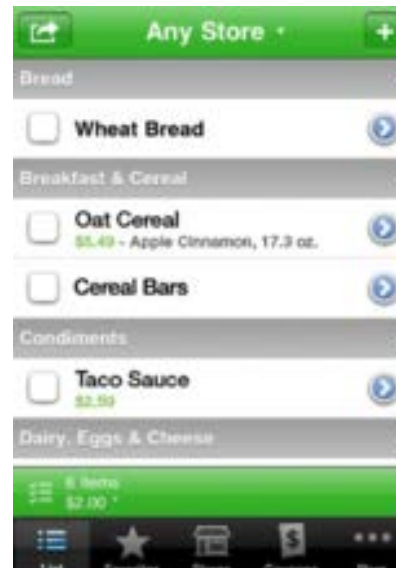 Any Store
Bread
Wheat Bread
Breakfast & Cereal
Oat Cereal
$5.49 - Apple Cinnamon, 17.3 oz.
Cereal Bars
Condiments
Taco Sauce
$2.59
Dairy, Eggs & Cheese
6 Items
$2.00 *